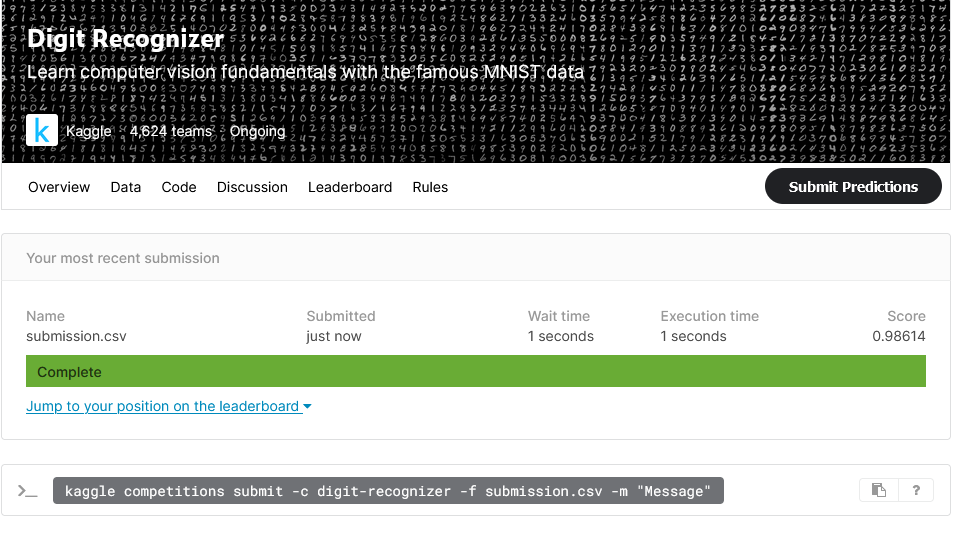 Digit Recognizer
Learn computer vision fundamentals with the famous MNIST data
k Kaggle · 4,624 teams · Ongoing
Overview Data Code Discussion Leaderboard Rules Submit Predictions
Your most recent submission
Name Submitted Wait time Execution time Score
submission.csv just now 1 seconds 1 seconds 0.98614
Complete
Jump to your position on the leaderboard
>_ kaggle competitions submit -c digit-recognizer -f submission.csv -m "Message" ?